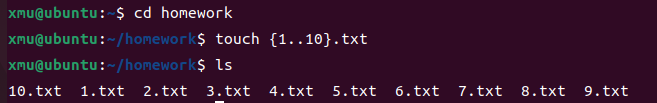 xmu@ubuntu:~$ cd homework
xmu@ubuntu:~/homework$ touch {1..10}.txt
xmu@ubuntu:~/homework$ ls
10.txt  1.txt  2.txt  3.txt  4.txt  5.txt  6.txt  7.txt  8.txt  9.txt